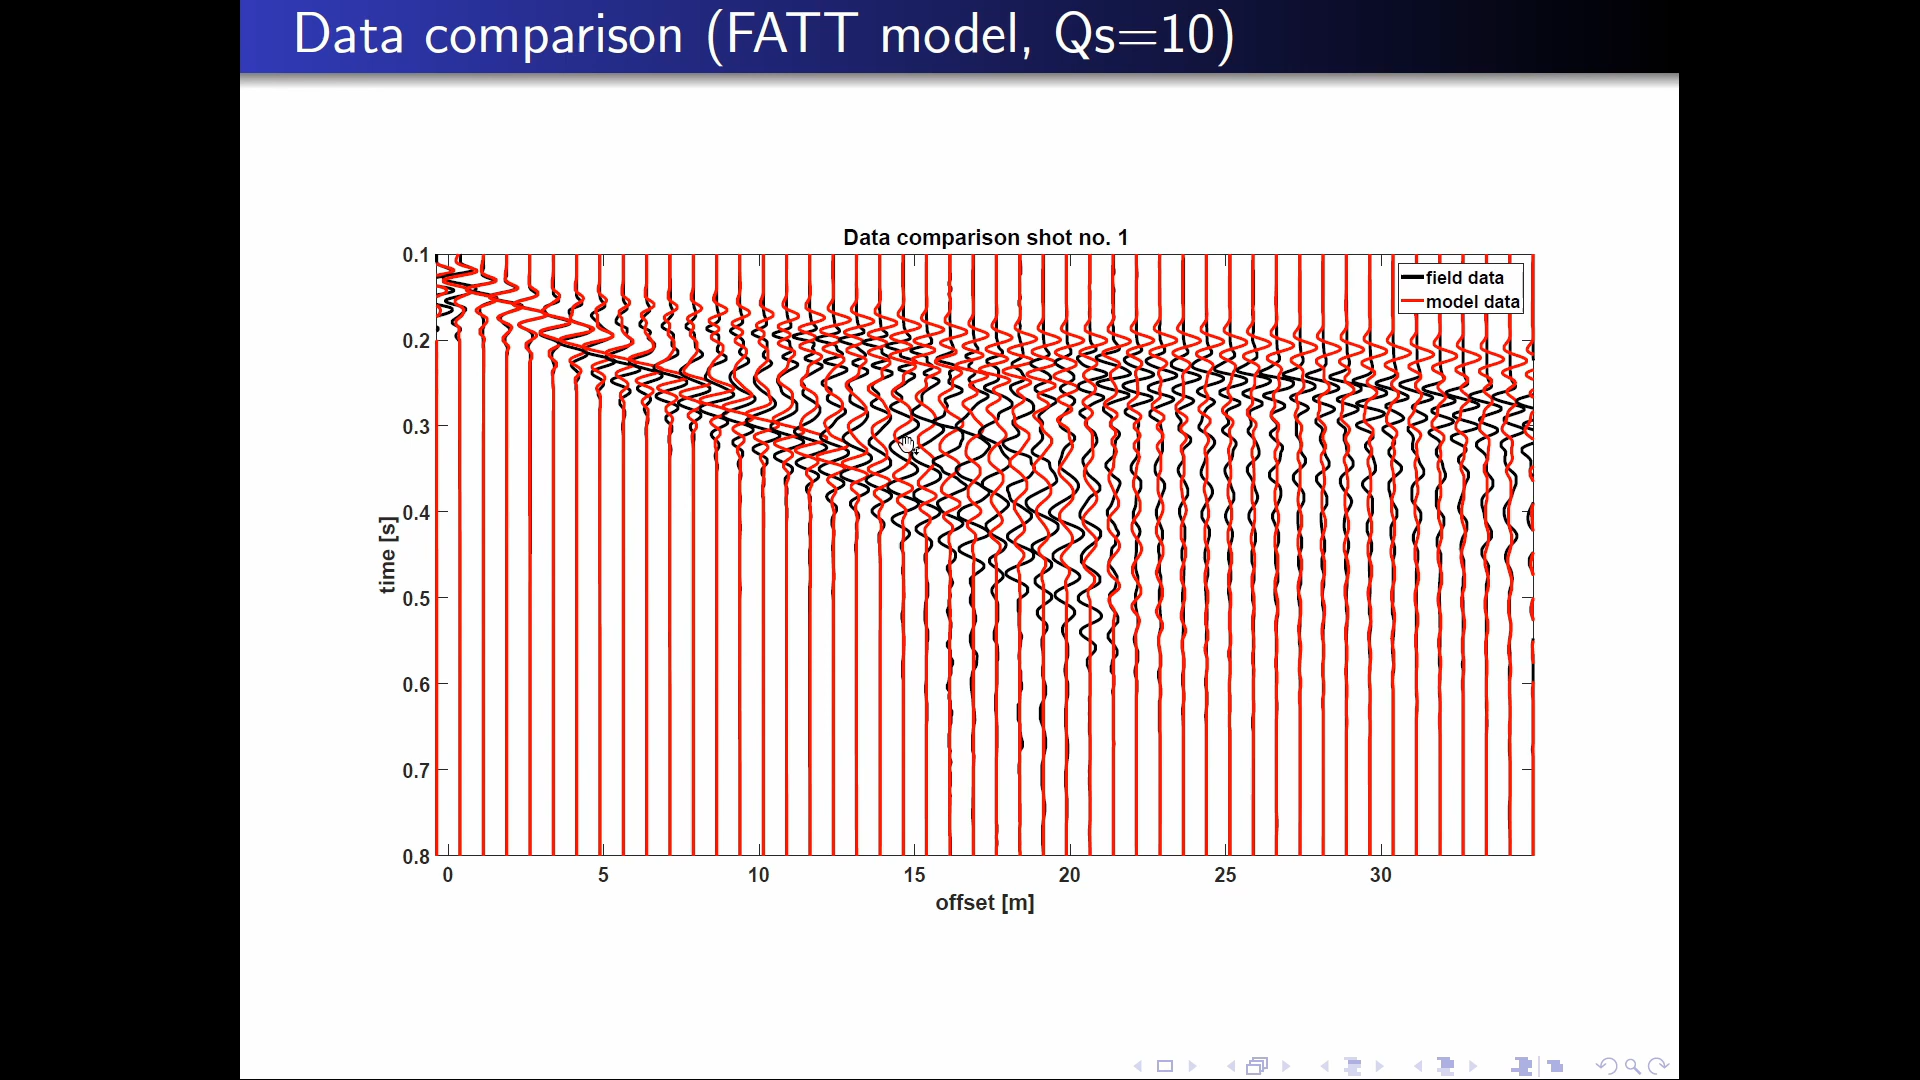 Data comparison (FATT model, Qs=10)
Data comparison shot no. 1
field data
model data
time [s]
0.1
0.2
0.3
0.4
0.5
0.6
0.7
0.8
0 5 10 15 20 25 30
offset [m]